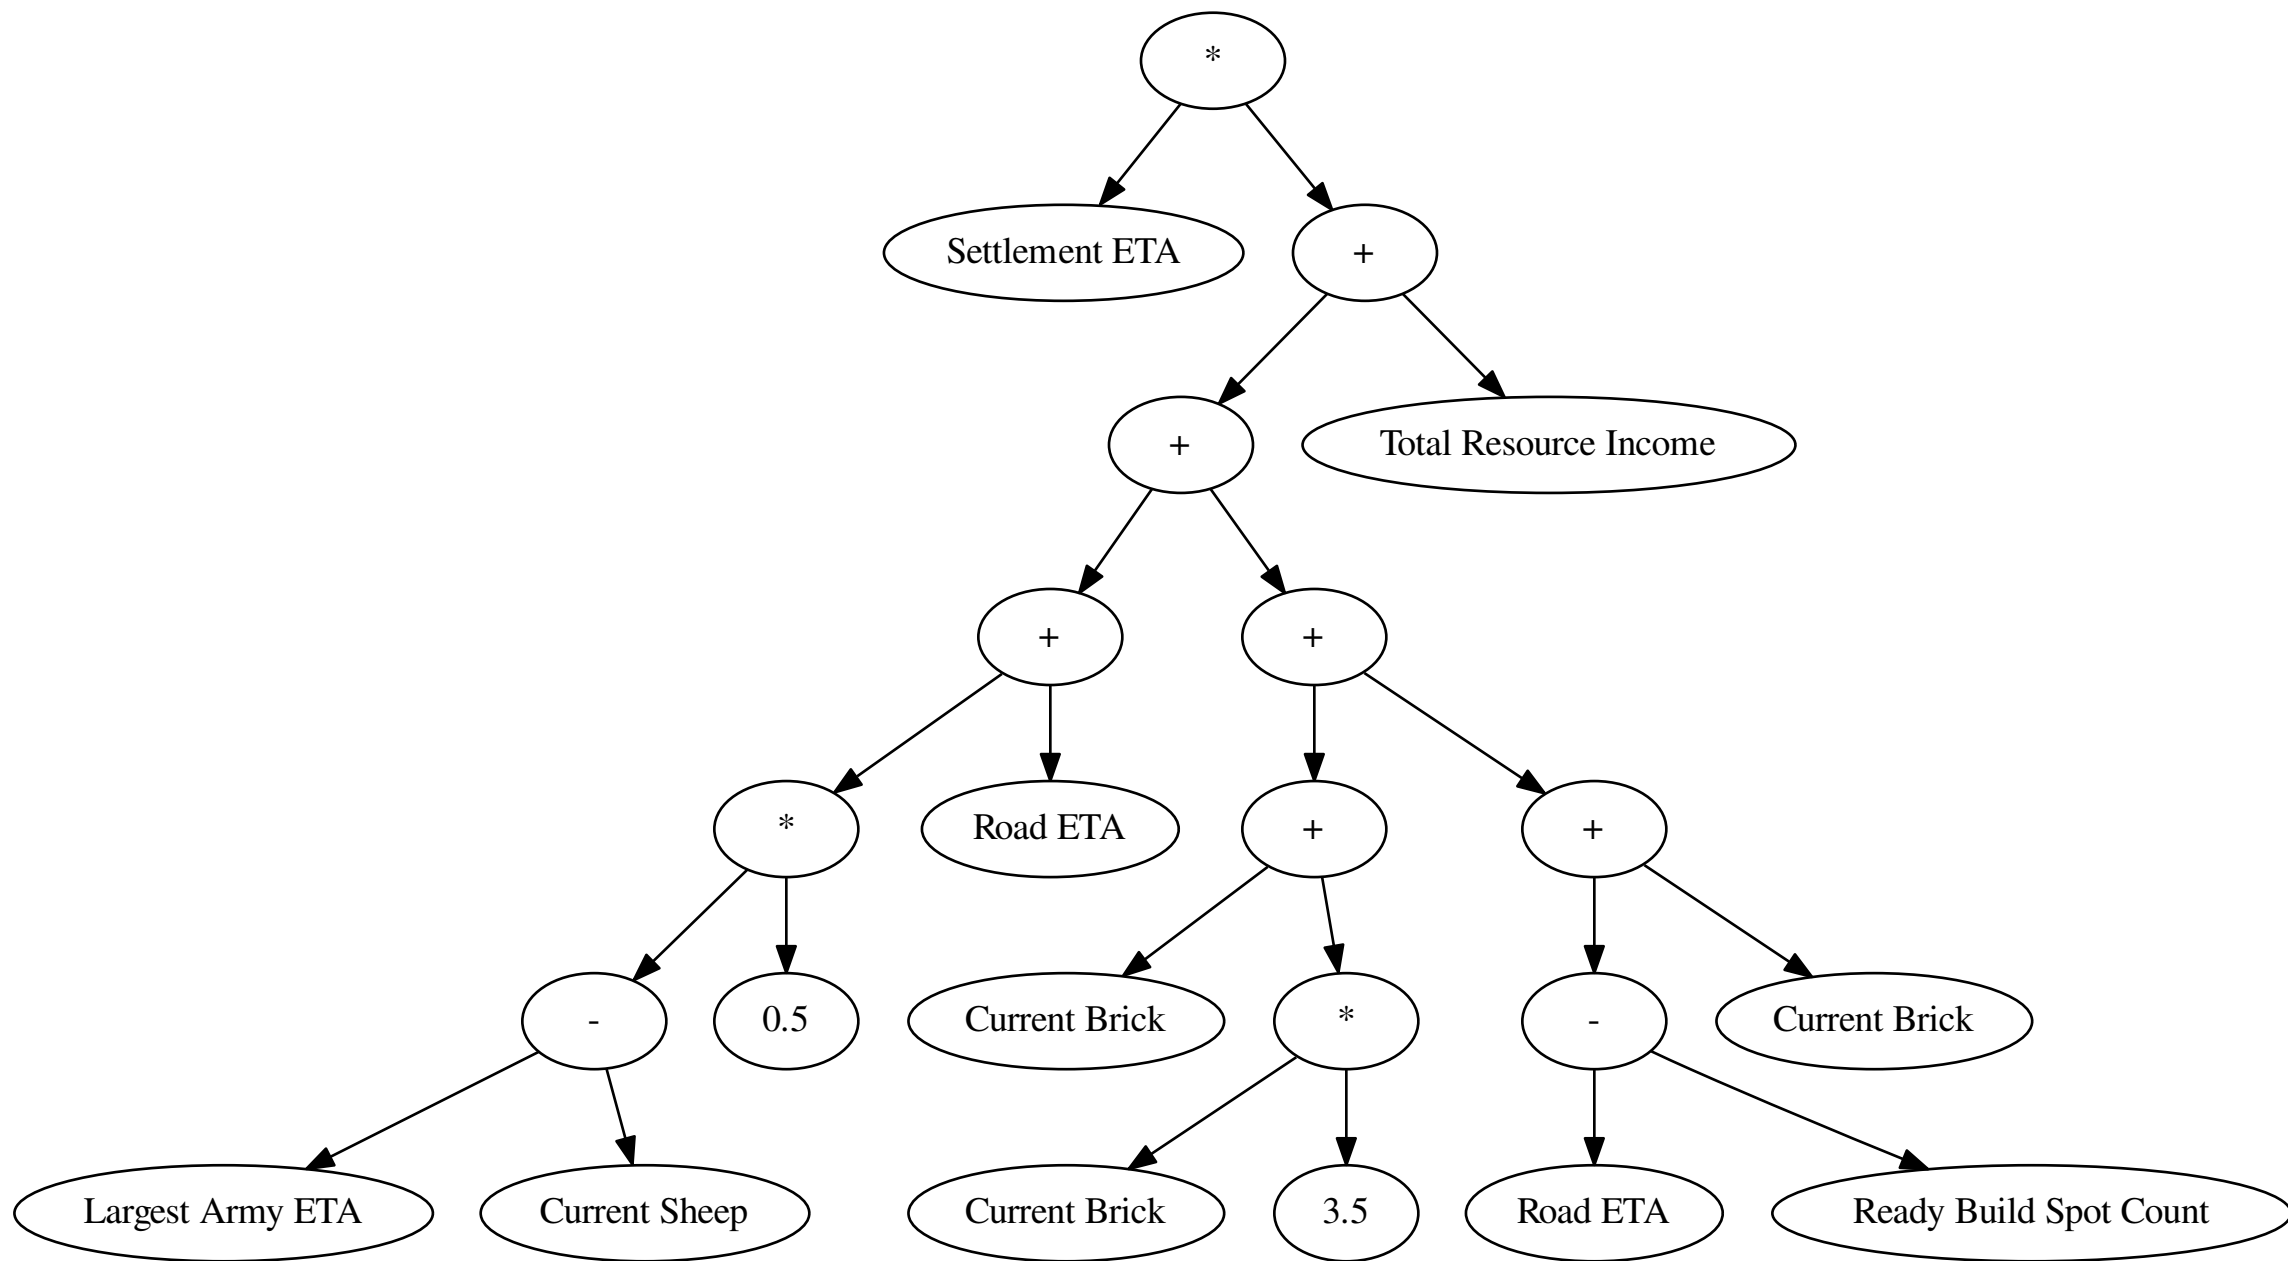 *
Settlement ETA
+
+
Total Resource Income
+
+
*
Road ETA
+
+
-
0.5
Current Brick
*
-
Current Brick
Largest Army ETA
Current Sheep
Current Brick
3.5
Road ETA
Ready Build Spot Count